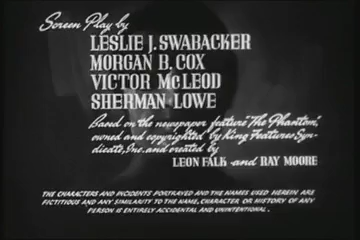 Screen Play by
LESLIE J. SWABACKER
MORGAN B. COX
VICTOR McLEOD
SHERMAN LOWE
Based on the newspaper feature "The Phantom,"
owned and copyrighted by King Features Syn-
dicate, Inc. and created by
LEON FALK and RAY MOORE
THE CHARACTERS AND INCIDENTS PORTRAYED AND THE NAMES USED HEREIN ARE
FICTITIOUS AND ANY SIMILARITY TO THE NAME, CHARACTER OR HISTORY OF ANY
PERSON IS ENTIRELY ACCIDENTAL AND UNINTENTIONAL.